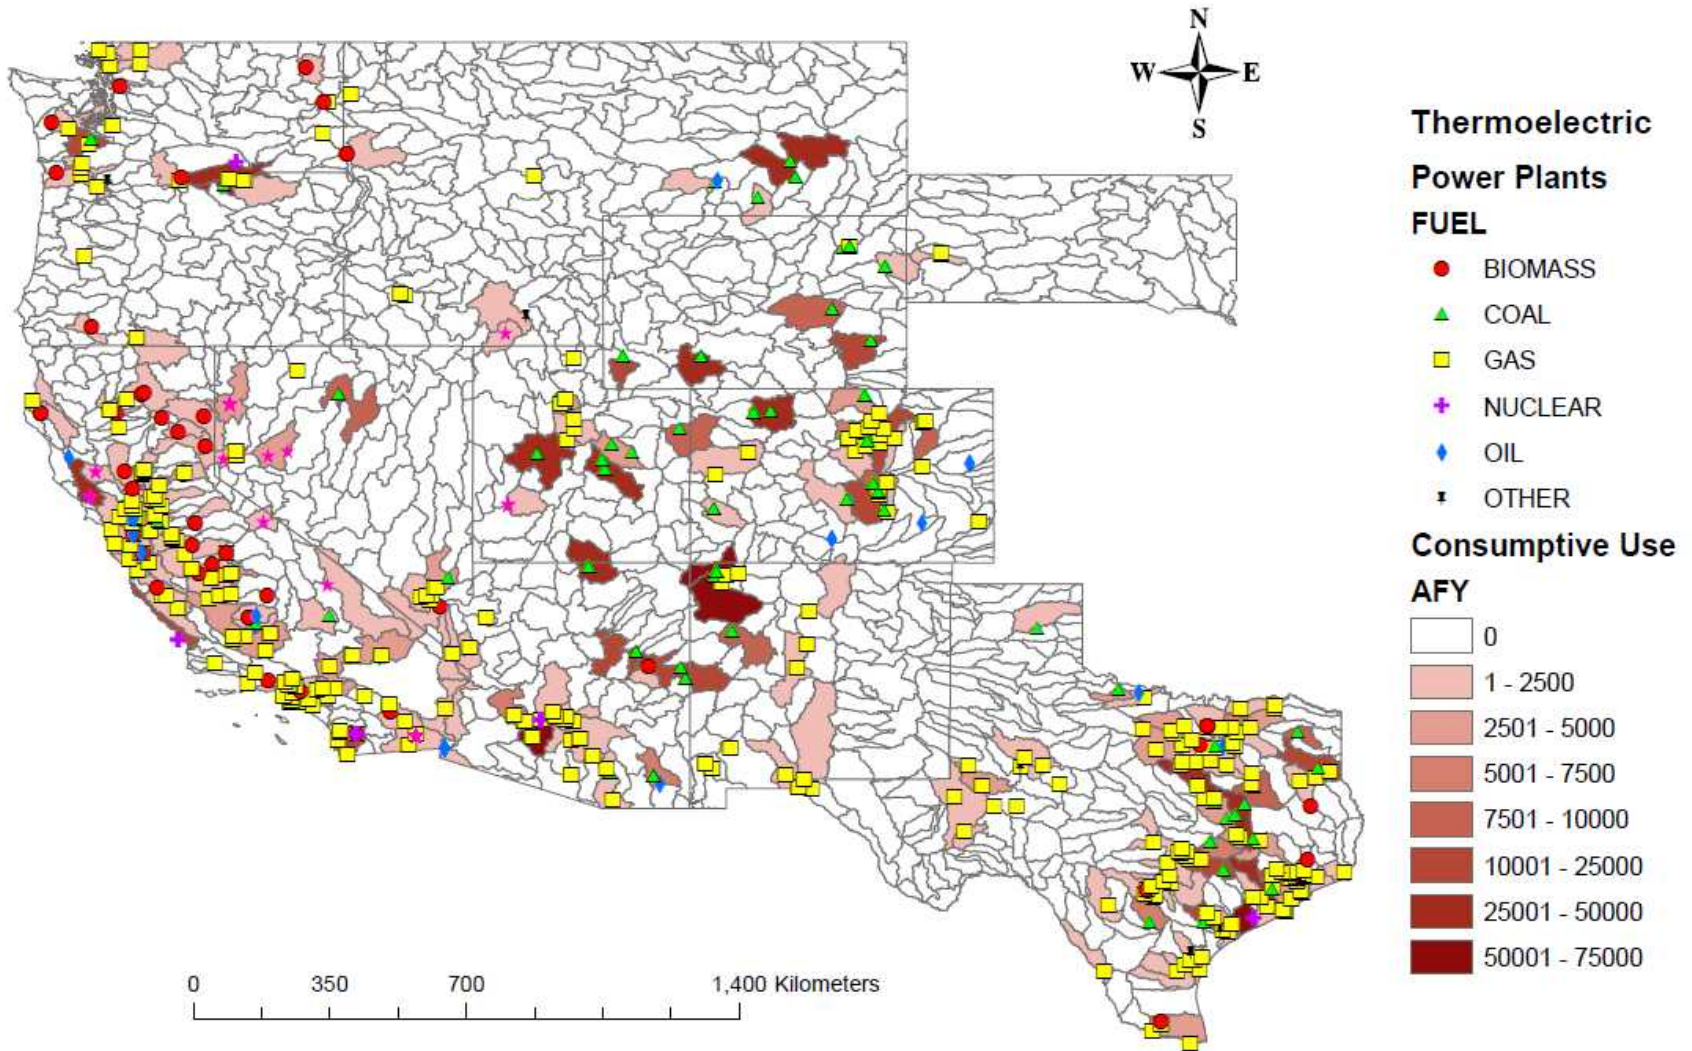 N
W E
S
Thermoelectric
Power Plants
FUEL
BIOMASS
COAL
GAS
NUCLEAR
OIL
OTHER
Consumptive Use
AFY
0
1 - 2500
2501 - 5000
5001 - 7500
7501 - 10000
10001 - 25000
25001 - 50000
50001 - 75000
0 350 700 1,400 Kilometers